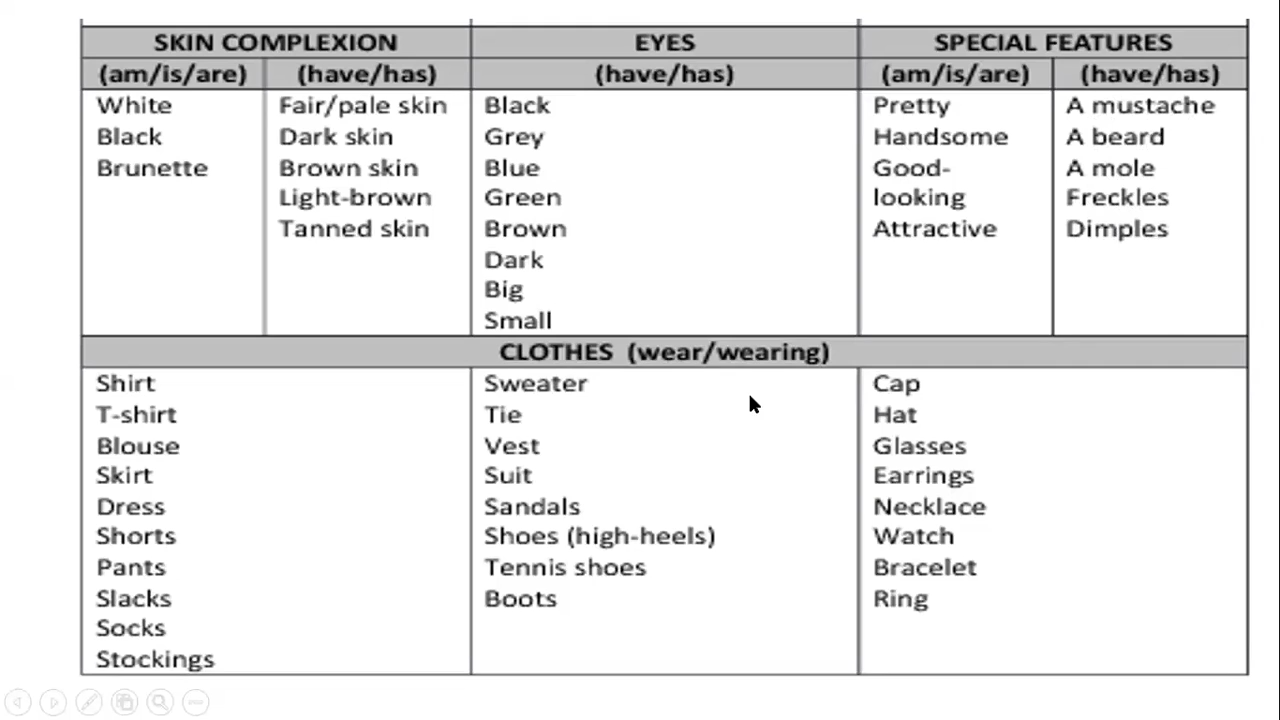 SKIN COMPLEXION
EYES
SPECIAL FEATURES
(am/is/are)
(have/has)
(have/has)
(am/is/are)
(have/has)
White
Black
Brunette
Fair/pale skin
Dark skin
Brown skin
Light-brown
Tanned skin
Black
Grey
Blue
Green
Brown
Dark
Big
Small
Pretty
Handsome
Good-
looking
Attractive
A mustache
A beard
A mole
Freckles
Dimples
CLOTHES (wear/wearing)
Shirt
T-shirt
Blouse
Skirt
Dress
Shorts
Pants
Slacks
Socks
Stockings
Sweater
Tie
Vest
Suit
Sandals
Shoes (high-heels)
Tennis shoes
Boots
Cap
Hat
Glasses
Earrings
Necklace
Watch
Bracelet
Ring